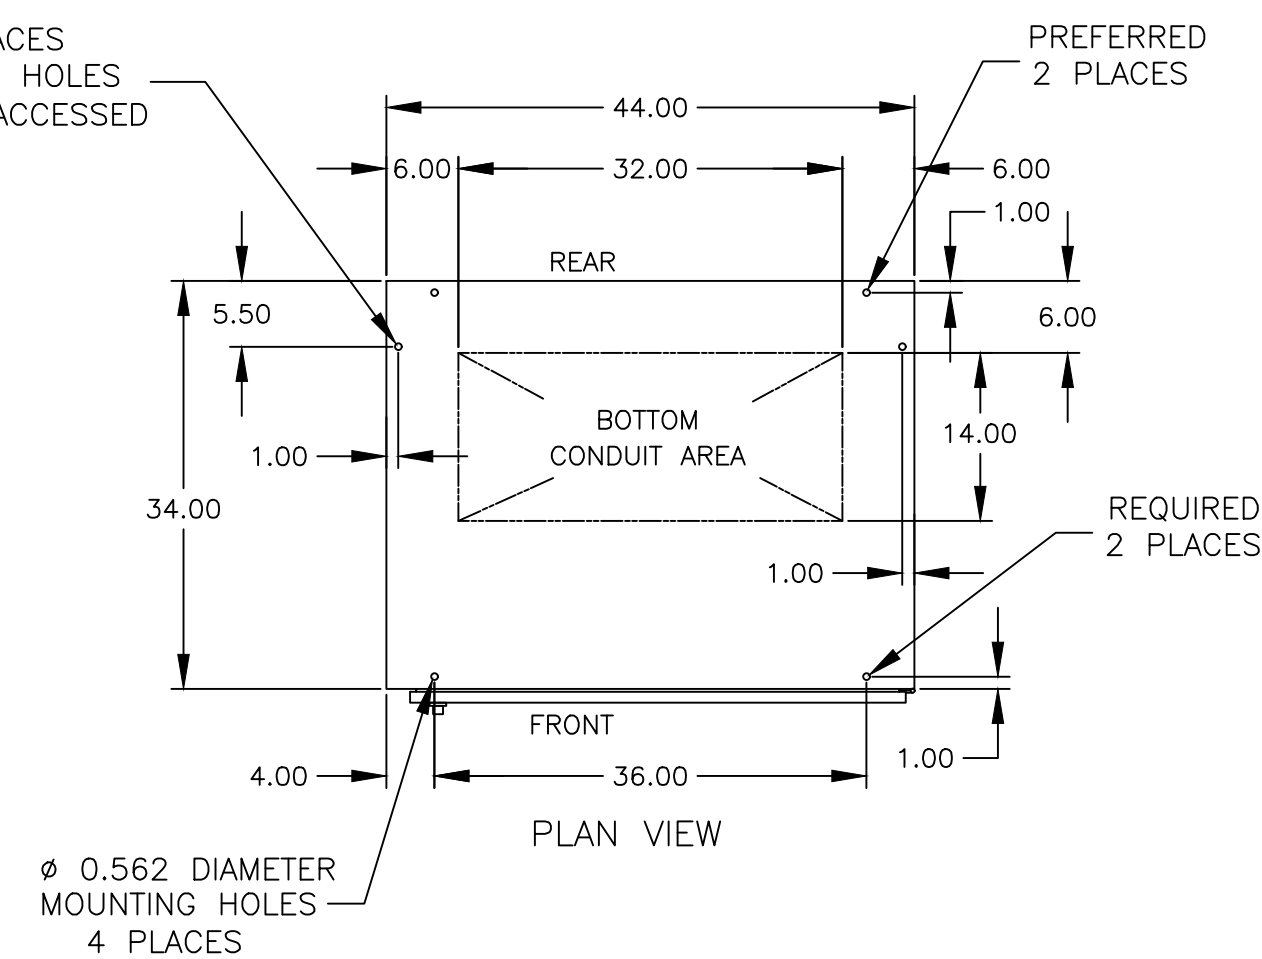 HOLES
ACCESSED
PREFERRED
2 PLACES
44.00
6.00
32.00
6.00
1.00
REAR
5.50
6.00
BOTTOM
CONDUIT AREA
14.00
1.00
34.00
REQUIRED
2 PLACES
1.00
FRONT
1.00
4.00
36.00
PLAN VIEW
ø 0.562 DIAMETER
MOUNTING HOLES
4 PLACES